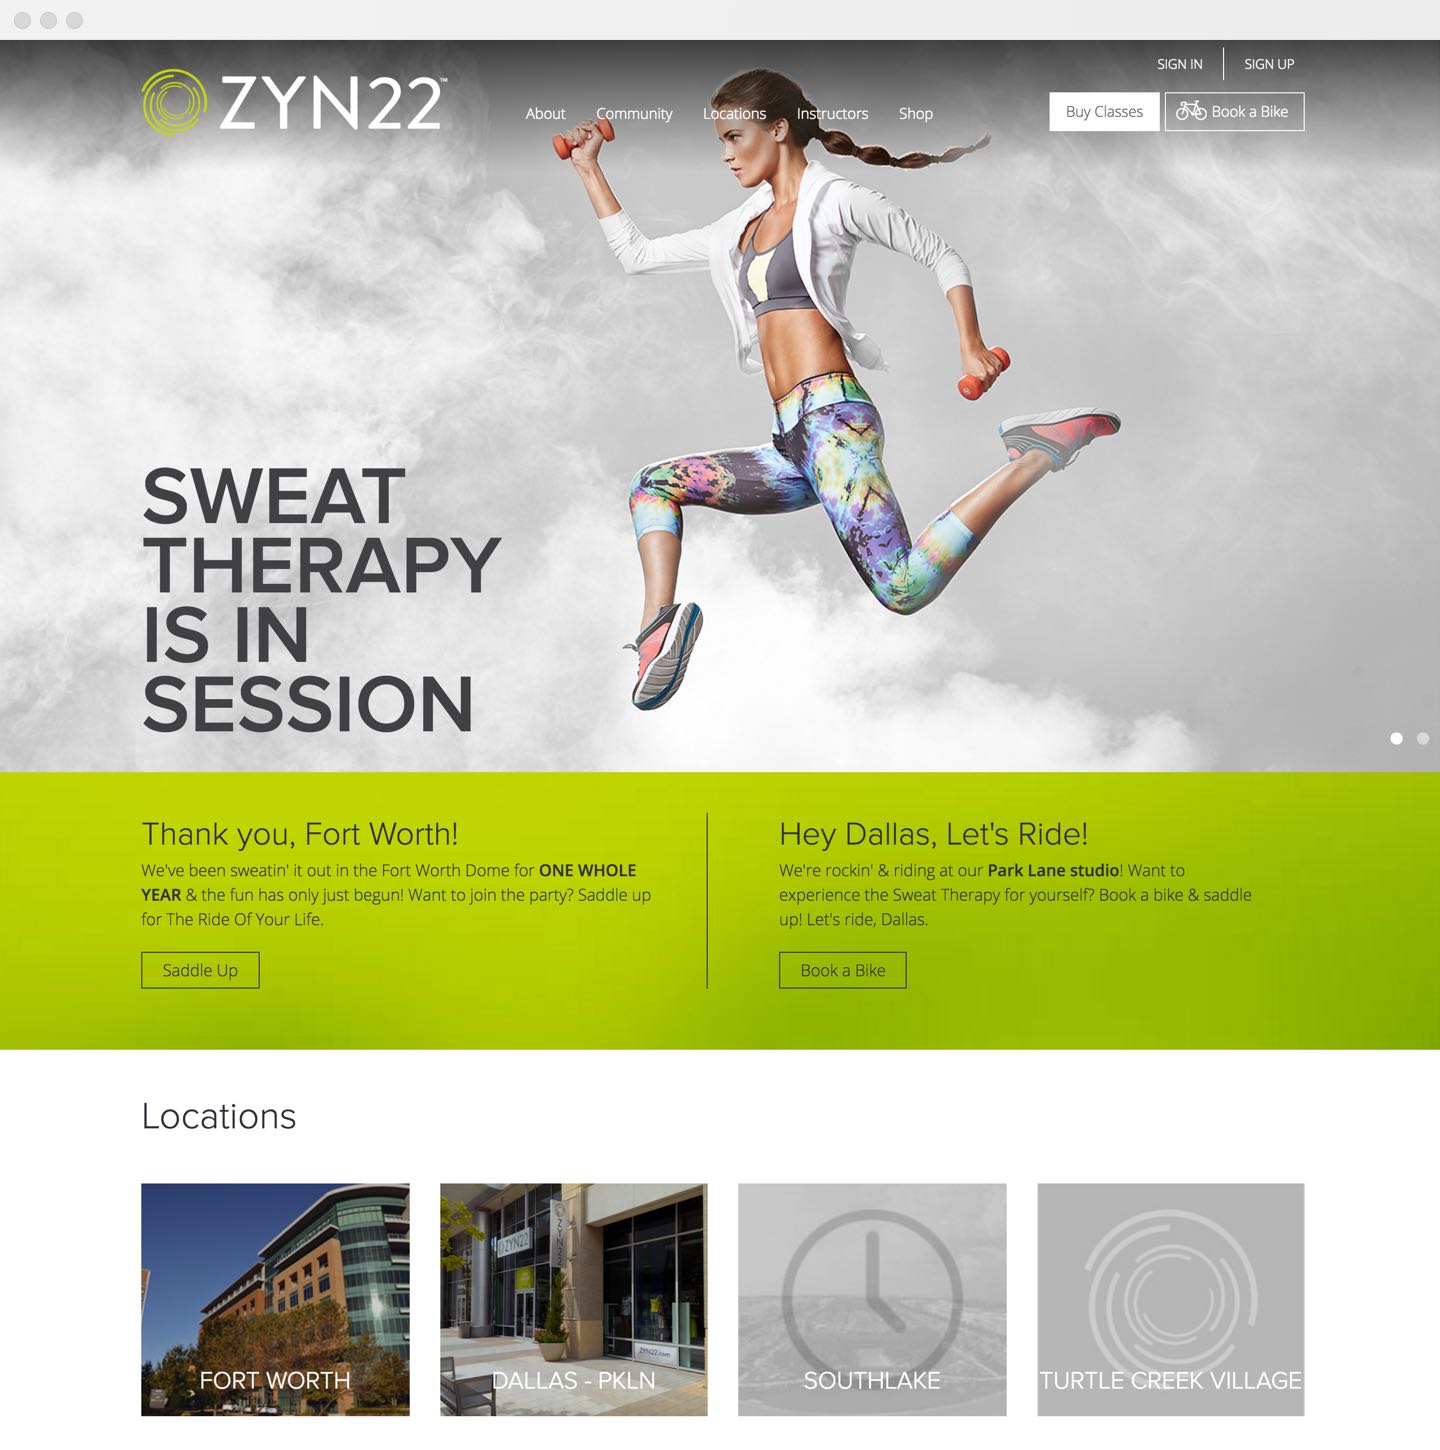 SIGN IN
SIGN UP
ZYN22™
About
Community
Locations
Instructors
Shop
Buy Classes
Book a Bike
SWEAT
THERAPY
IS IN
SESSION
Thank you, Fort Worth!
We've been sweatin' it out in the Fort Worth Dome for ONE WHOLE
YEAR & the fun has only just begun! Want to join the party? Saddle up
for The Ride Of Your Life.
Saddle Up
Hey Dallas, Let's Ride!
We're rockin' & riding at our Park Lane studio! Want to
experience the Sweat Therapy for yourself? Book a bike & saddle
up! Let's ride, Dallas.
Book a Bike
Locations
FORT WORTH
ZYN22
ZYN22
ZYN22.com
DALLAS - PKLN
SOUTHLAKE
TURTLE CREEK VILLAGE